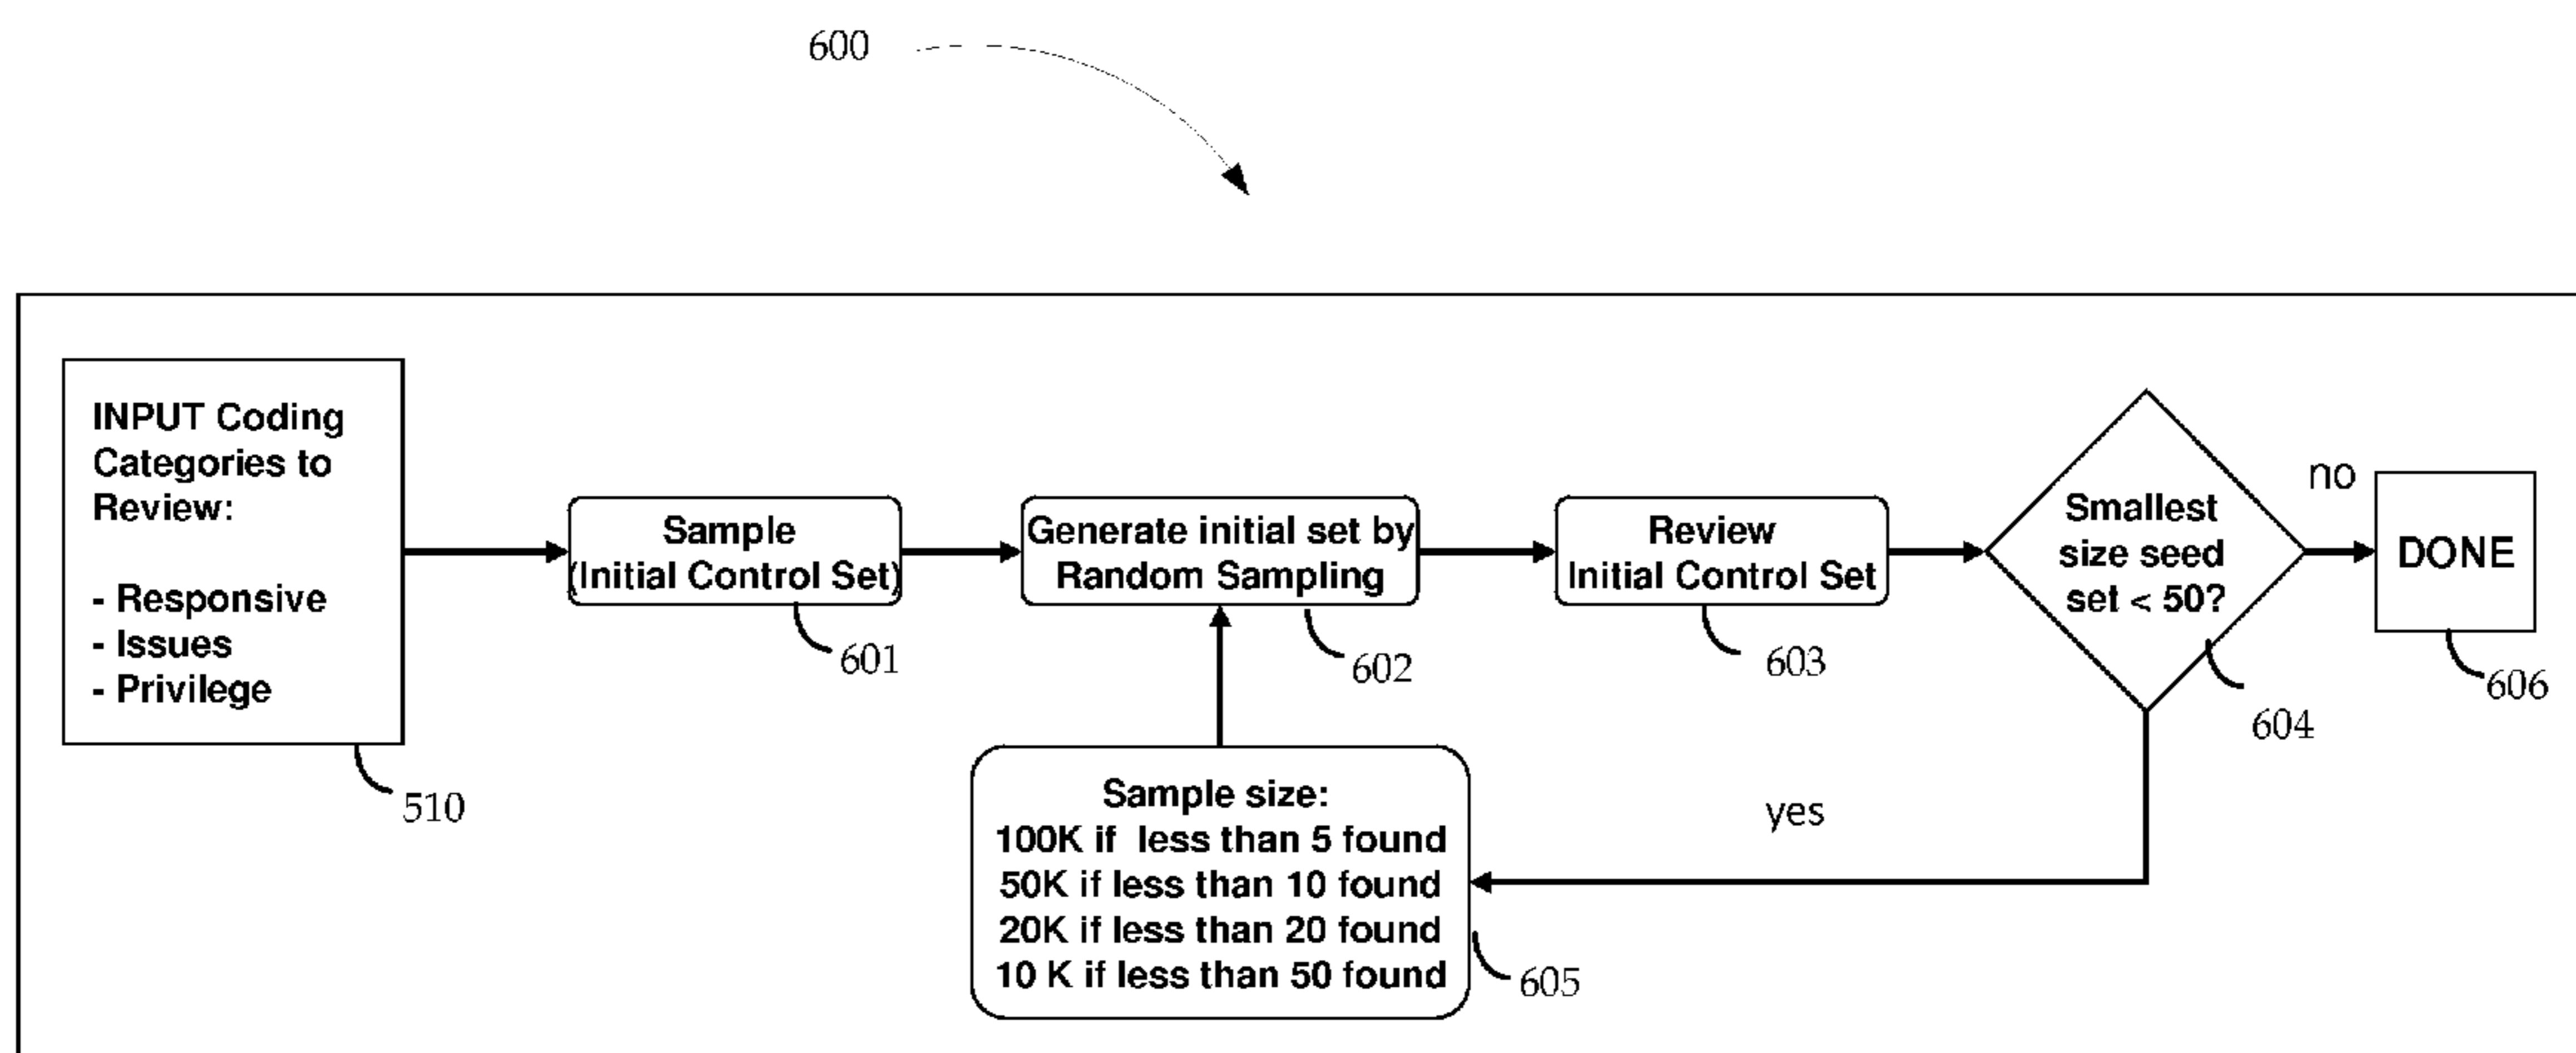 600
INPUT Coding
Categories to
Review:
- Responsive
- Issues
- Privilege
510
Sample
(Initial Control Set)
601
Generate initial set by
Random Sampling
602
Review
Initial Control Set
603
Smallest
size seed
set < 50?
604
no
DONE
606
yes
Sample size:
100K if  less than 5 found
50K if less than 10 found
20K if less than 20 found
10 K if less than 50 found
605